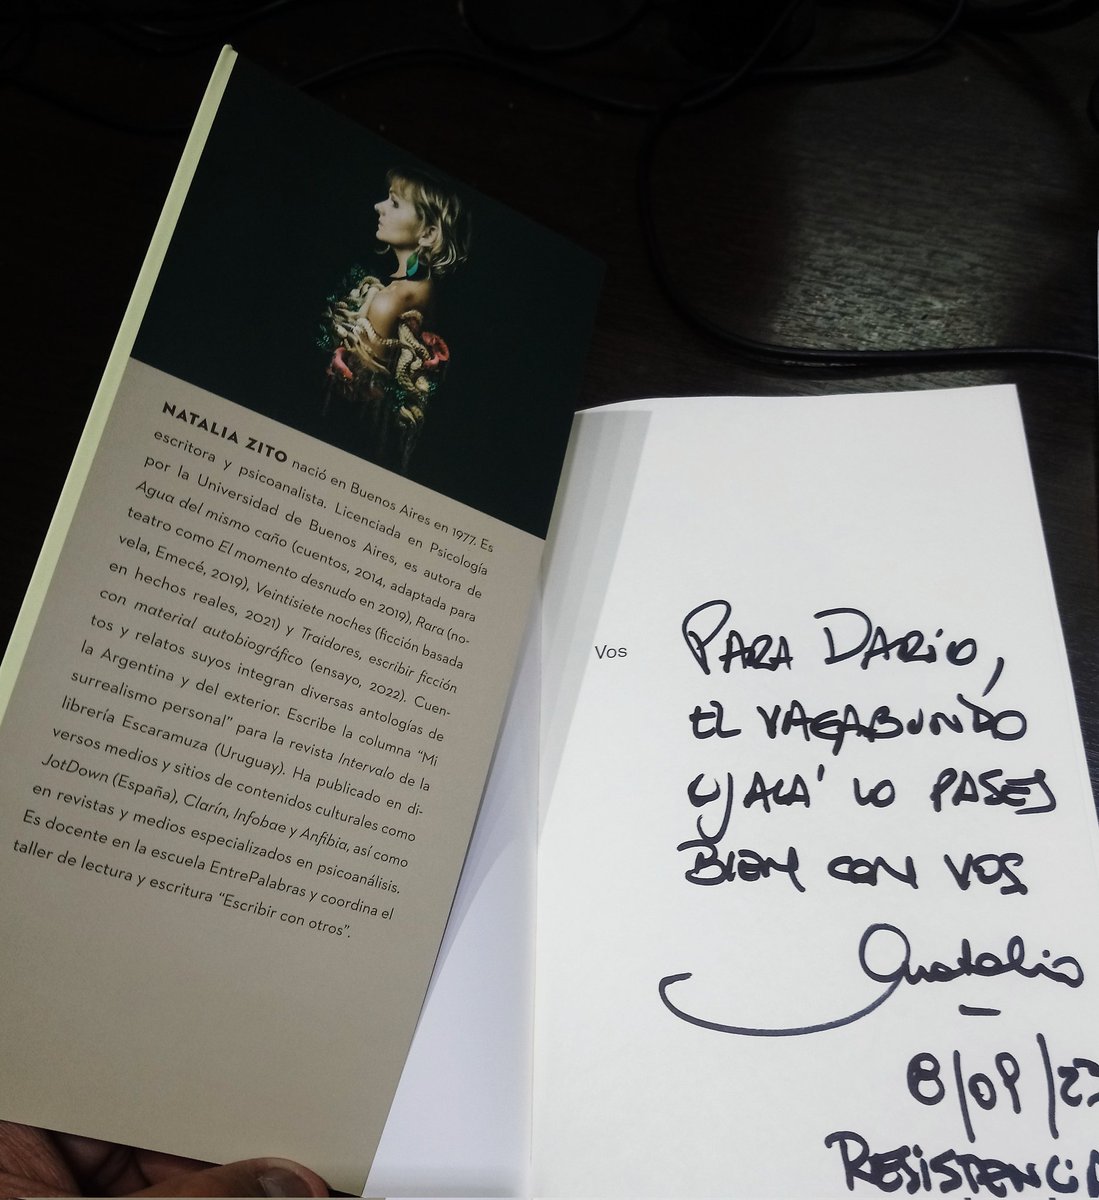 NATALIA ZITO nació en Buenos Aires en 1977. Es
escritora y psicoanalista. Licenciada en Psicología
por la Universidad de Buenos Aires, es autora de
Agua del mismo caño (cuentos, 2014, adaptada para
teatro como El momento desnudo en 2019), Rara (no-
vela, Emecé, 2019), Veintisiete noches (ficción basada
en hechos reales, 2021) y Traidores, escribir ficción
con material autobiográfico (ensayo, 2022). Cuen-
tos y relatos suyos integran diversas antologías de
la Argentina y del exterior. Escribe la columna "Mi
surrealismo personal" para la revista Intervalo de la
librería Escaramuza (Uruguay). Ha publicado en di-
versos medios y sitios de contenidos culturales como
JotDown (España), Clarín, Infobae y Anfibia, así como
en revistas y medios especializados en psicoanálisis.
Es docente en la escuela EntrePalabras y coordina el
taller de lectura y escritura "Escribir con otros".
Vos
PARA DARIO,
EL VAGABUNDO
OJALÁ LO PASES
BIEN CON VOS
Natalia
8/09/23
RESISTENCIA